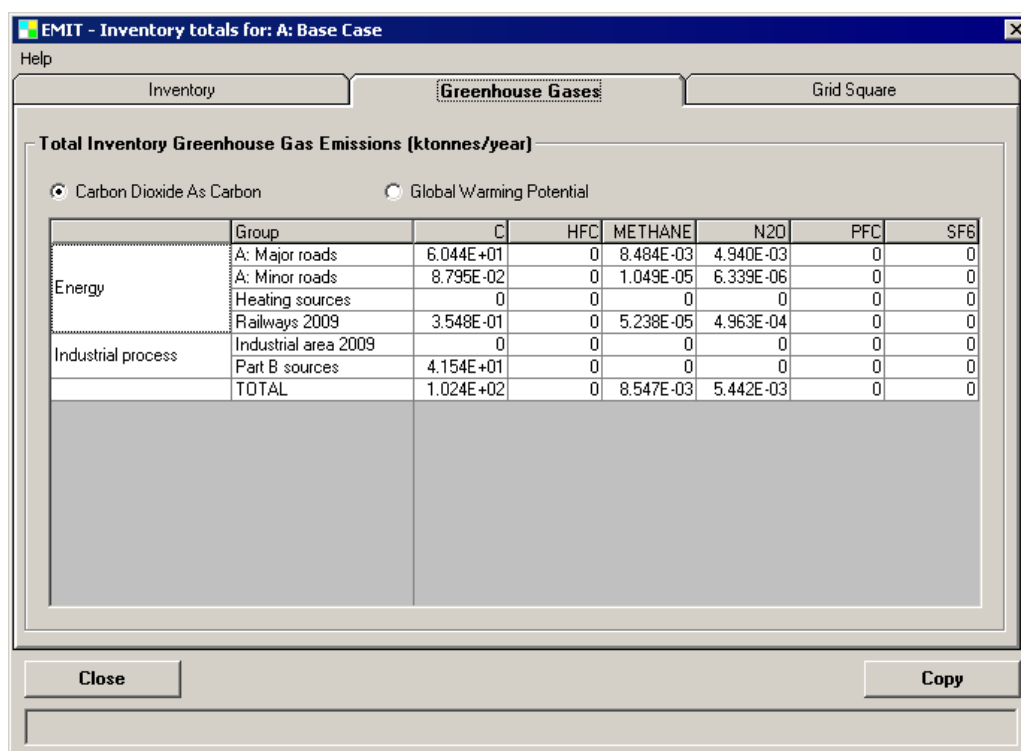 EMIT - Inventory totals for: A: Base Case
Help
Inventory Greenhouse Gases Grid Square
Total Inventory Greenhouse Gas Emissions (ktonnes/year)
Carbon Dioxide As Carbon Global Warming Potential
Group C HFC METHANE N2O PFC SF6
Energy
A: Major roads 6.044E+01 0 8.484E-03 4.940E-03 0 0
A: Minor roads 8.795E-02 0 1.049E-05 6.339E-06 0 0
Heating sources 0 0 0 0 0 0
Railways 2009 3.548E-01 0 5.238E-05 4.963E-04 0 0
Industrial process
Industrial area 2009 0 0 0 0 0 0
Part B sources 4.154E+01 0 0 0 0 0
TOTAL 1.024E+02 0 8.547E-03 5.442E-03 0 0
Close Copy